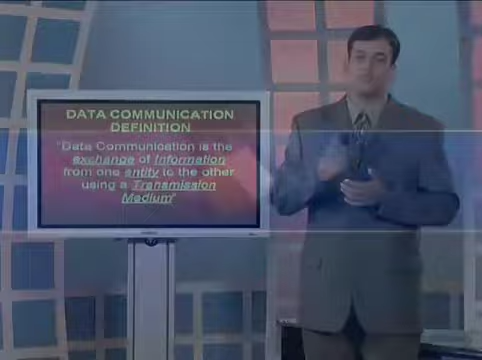 DATA COMMUNICATION
DEFINITION
"Data Communication is the
exchange of Information
from one entity to the other
using a Transmission
Medium"